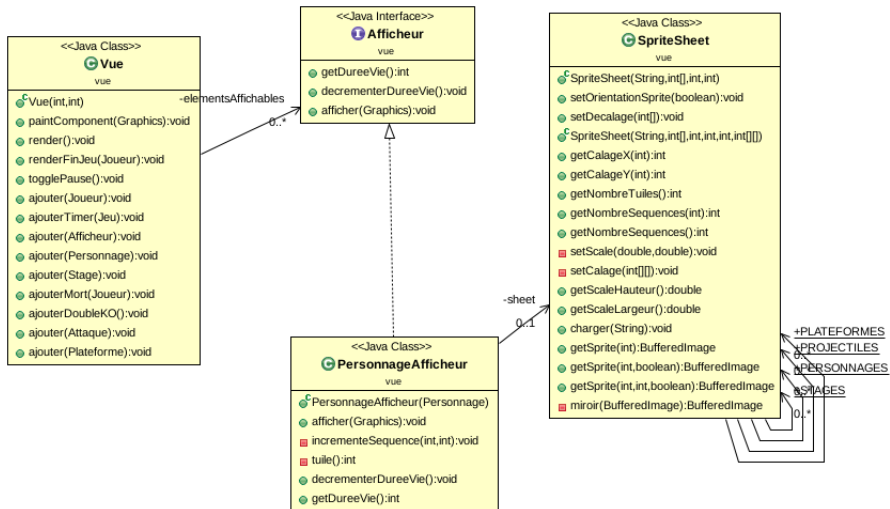 <<Java Class>>
Vue
vue
Vue(int,int)
paintComponent(Graphics):void
render():void
renderFinJeu(Joueur):void
togglePause():void
ajouter(Joueur):void
ajouterTimer(Jeu):void
ajouter(Afficheur):void
ajouter(Personnage):void
ajouter(Stage):void
ajouterMort(Joueur):void
ajouterDoubleKO():void
ajouter(Attaque):void
ajouter(Plateforme):void
-elementsAffichables
0..*
<<Java Interface>>
Afficheur
vue
getDureeVie():int
decrementerDureeVie():void
afficher(Graphics):void
<<Java Class>>
PersonnageAfficheur
vue
PersonnageAfficheur(Personnage)
afficher(Graphics):void
incrementeSequence(int,int):void
tuile():int
decrementerDureeVie():void
getDureeVie():int
-sheet
0..1
<<Java Class>>
SpriteSheet
vue
SpriteSheet(String,int[],int,int)
setOrientationSprite(boolean):void
setDecalage(int[]):void
SpriteSheet(String,int[],int,int,int,int[][])
getCalageX(int):int
getCalageY(int):int
getNombreTuiles():int
getNombreSequences(int):int
getNombreSequences():int
setScale(double,double):void
setCalage(int[][]):void
getScaleHauteur():double
getScaleLargeur():double
charger(String):void
getSprite(int):BufferedImage
getSprite(int,boolean):BufferedImage
getSprite(int,int,boolean):BufferedImage
miroir(BufferedImage):BufferedImage
+PLATEFORMES
+PROJECTILES
+PERSONNAGES
+STAGES
0..*